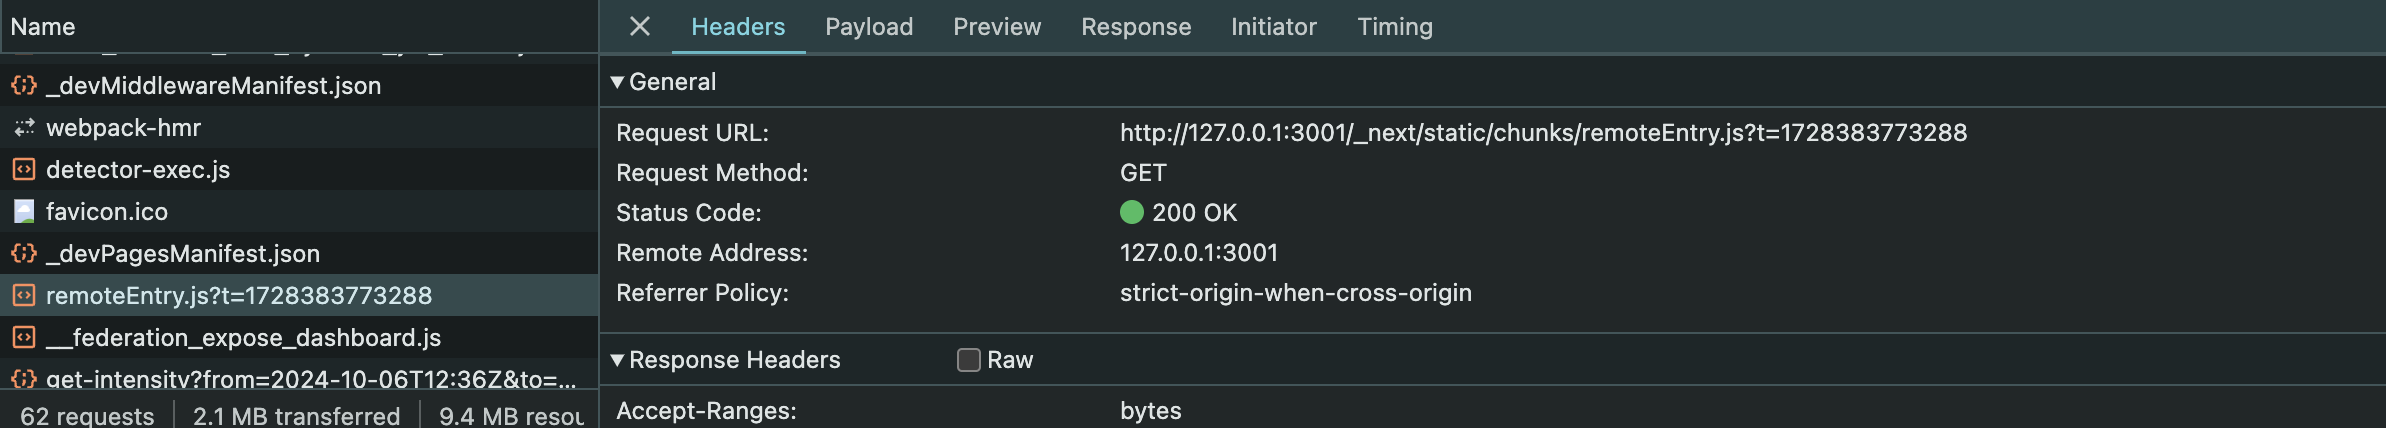 Name
_devMiddlewareManifest.json
webpack-hmr
detector-exec.js
favicon.ico
_devPagesManifest.json
remoteEntry.js?t=1728383773288
__federation_expose_dashboard.js
get-intensity?from=2024-10-06T12:36Z&to=...
62 requests
2.1 MB transferred
9.4 MB resou
Headers
Payload
Preview
Response
Initiator
Timing
General
Request URL: http://127.0.0.1:3001/_next/static/chunks/remoteEntry.js?t=1728383773288
Request Method: GET
Status Code: 200 OK
Remote Address: 127.0.0.1:3001
Referrer Policy: strict-origin-when-cross-origin
Response Headers
Raw
Accept-Ranges: bytes